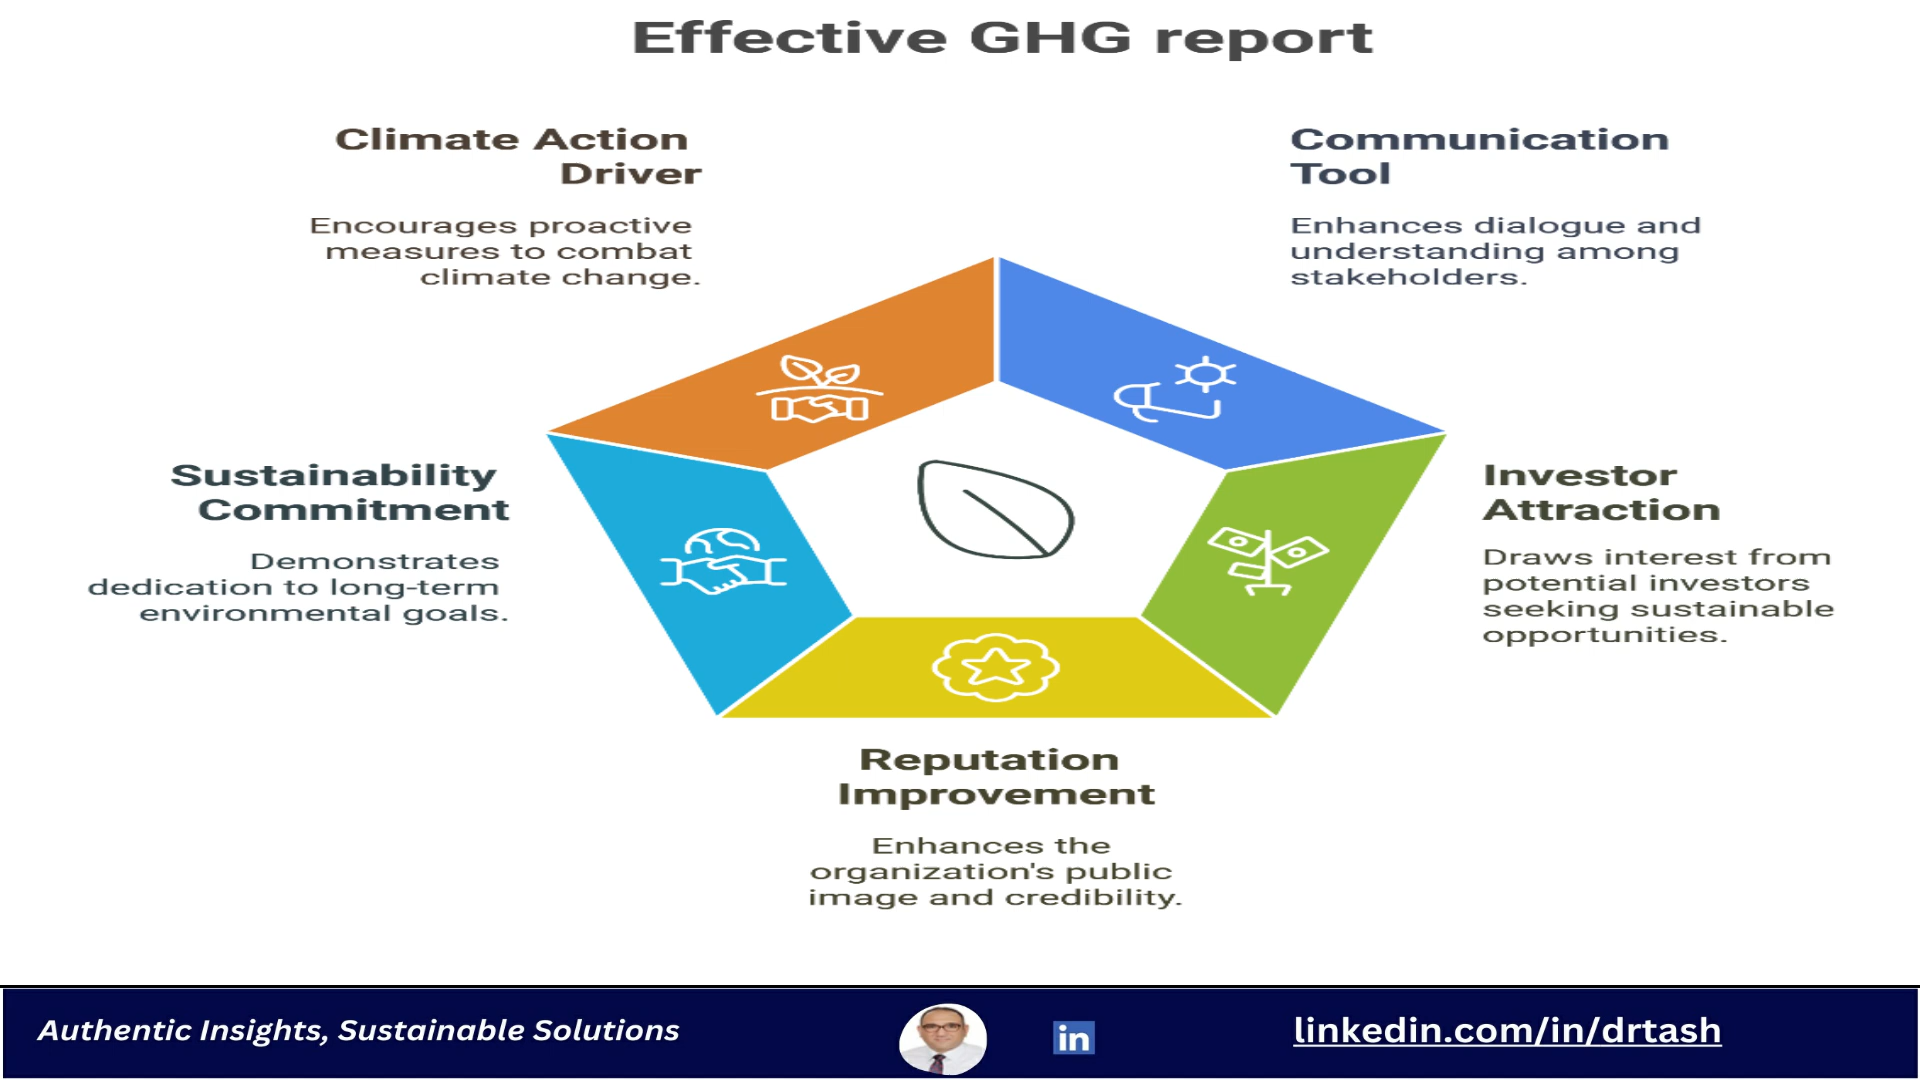 Effective GHG report
Climate Action
Driver
Encourages proactive
measures to combat
climate change.
Communication
Tool
Enhances dialogue and
understanding among
stakeholders.
Sustainability
Commitment
Demonstrates
dedication to long-term
environmental goals.
Investor
Attraction
Draws interest from
potential investors
seeking sustainable
opportunities.
Reputation
Improvement
Enhances the
organization's public
image and credibility.
Authentic Insights, Sustainable Solutions
in
linkedin.com/in/drtash